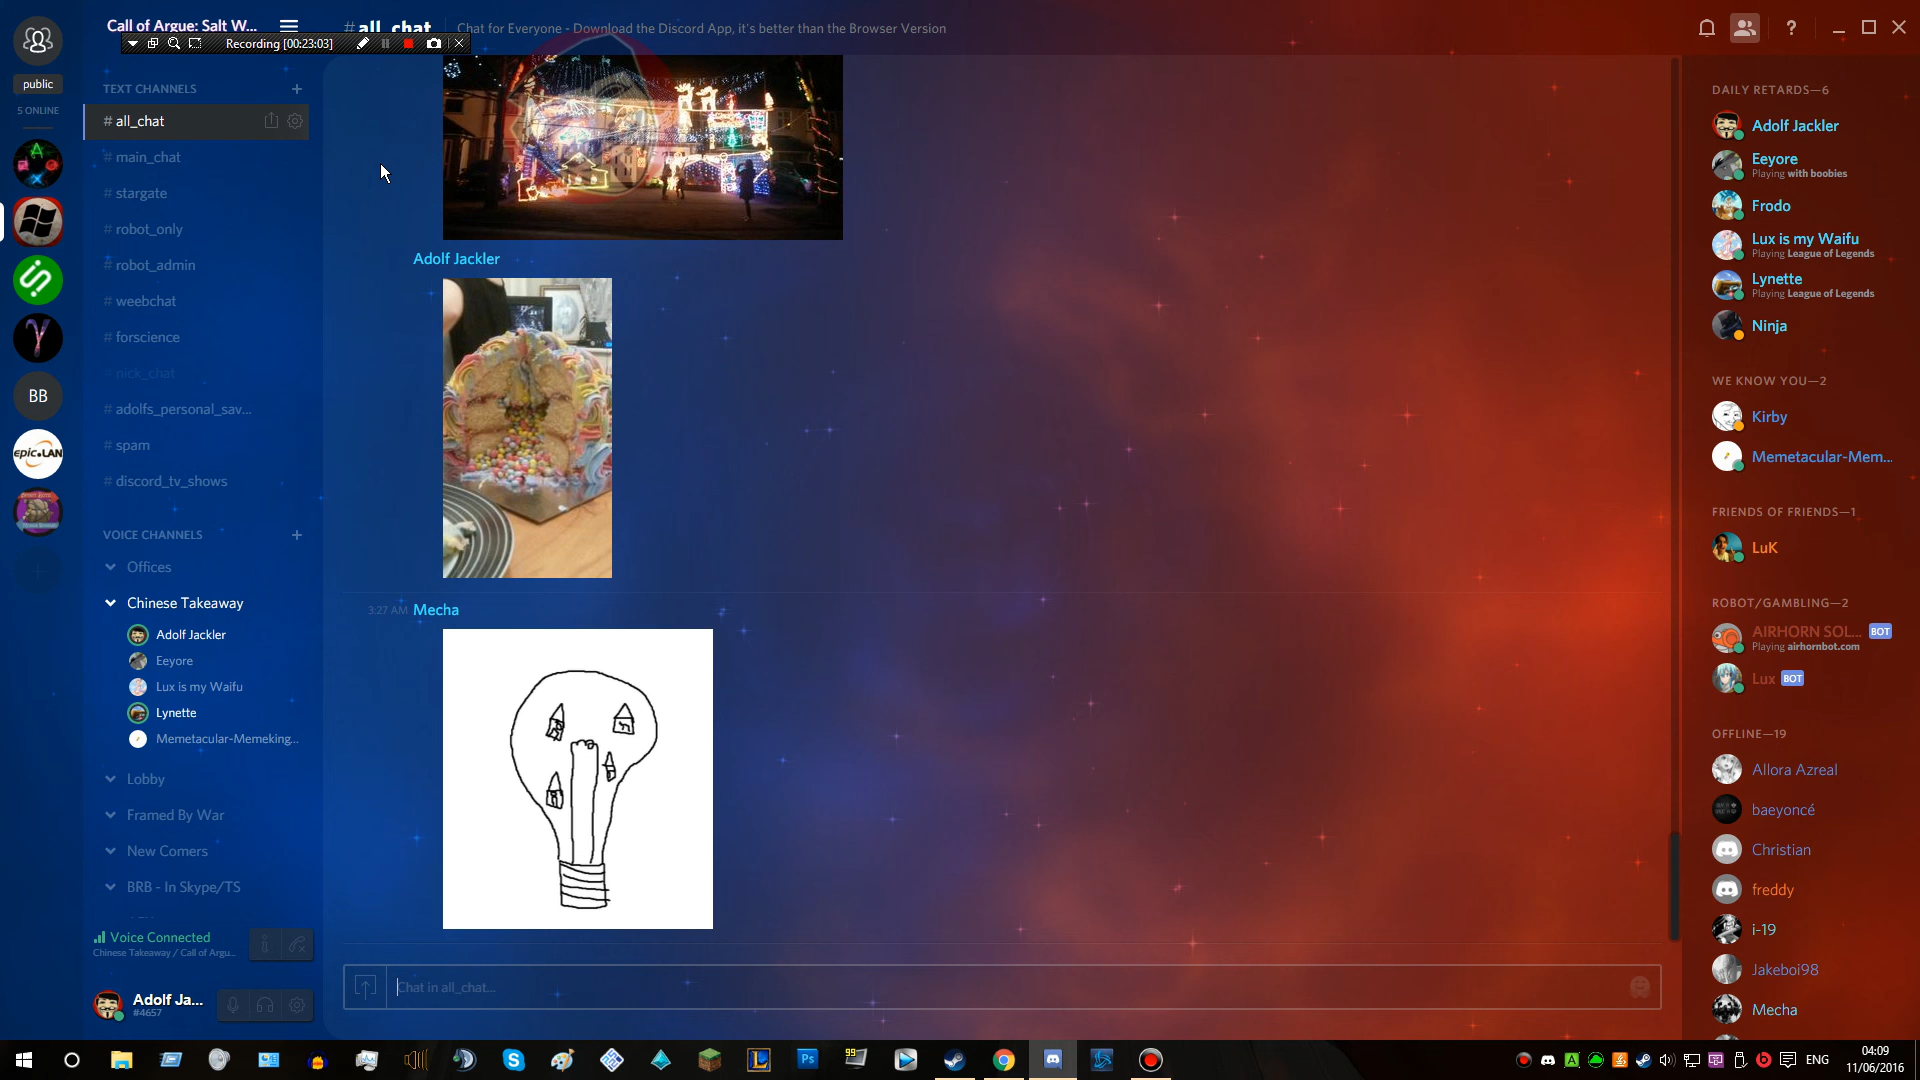 Call of Argue: Salt W...
#all_chat
Chat for Everyone - Download the Discord App, it's better than the Browser Version
Recording [00:23:03]
public
5 ONLINE
BB
epic.LAN
TEXT CHANNELS
# all_chat
# main_chat
# stargate
# robot_only
# robot_admin
# weebchat
# forscience
# nick_chat
# adolfs_personal_sav...
# spam
# discord_tv_shows
VOICE CHANNELS
Offices
Chinese Takeaway
Adolf Jackler
Eeyore
Lux is my Waifu
Lynette
Memetacular-Memeking...
Lobby
Framed By War
New Comers
BRB - In Skype/TS
Voice Connected
Chinese Takeaway / Call of Argu...
Adolf Ja...
#4657
Adolf Jackler
3:27 AM Mecha
Chat in all_chat...
DAILY RETARDS—6
Adolf Jackler
Eeyore
Playing with boobies
Frodo
Lux is my Waifu
Playing League of Legends
Lynette
Playing League of Legends
Ninja
WE KNOW YOU—2
Kirby
Memetacular-Mem...
FRIENDS OF FRIENDS—1
LuK
ROBOT/GAMBLING—2
AIRHORN SOL... BOT
Playing airhornbot.com
Lux BOT
OFFLINE—19
Allora Azreal
baeyoncé
Christian
freddy
i-19
Jakeboi98
Mecha
Ps
99
ENG
04:09
11/06/2016